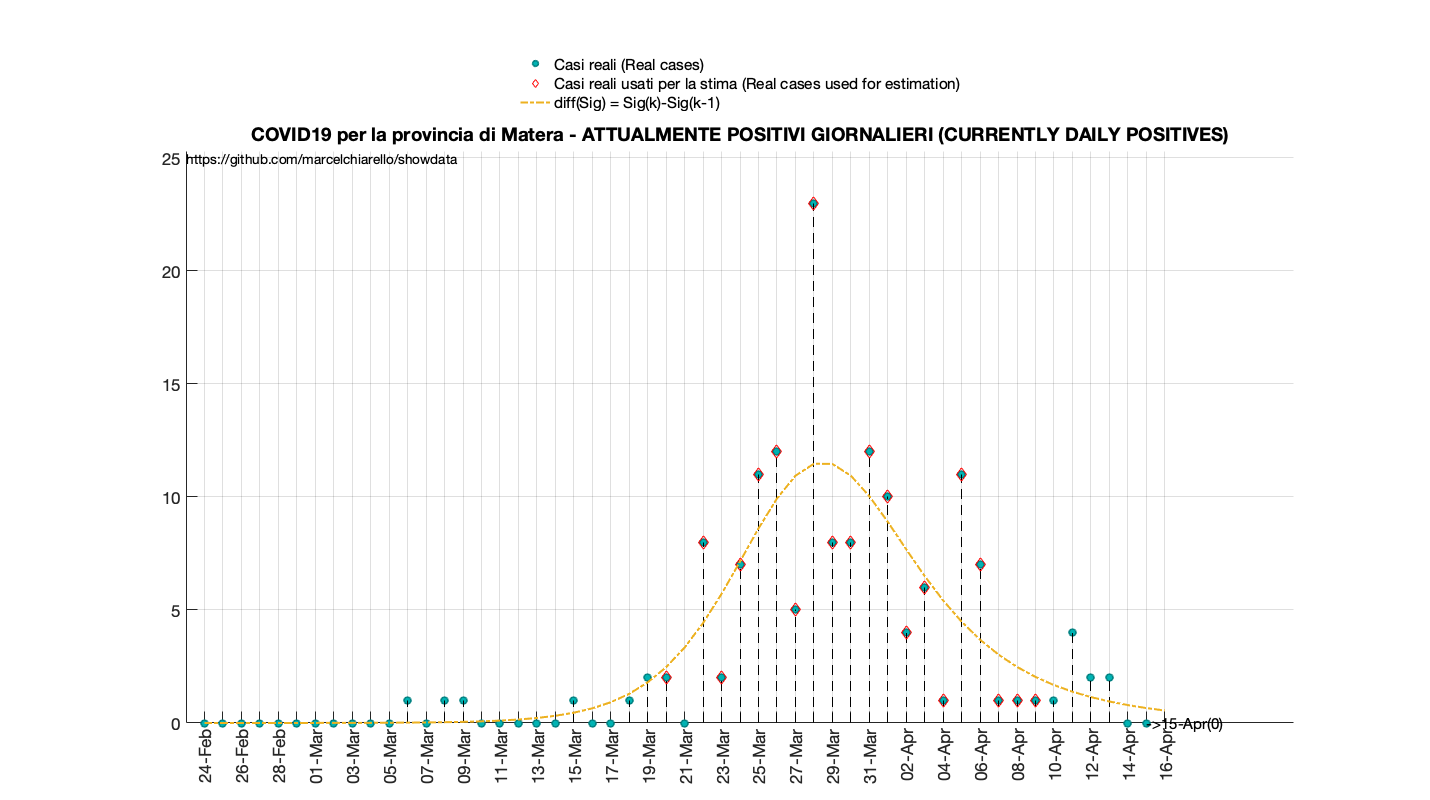 Casi reali (Real cases)
Casi reali usati per la stima (Real cases used for estimation)
diff(Sig) = Sig(k)-Sig(k-1)
COVID19 per la provincia di Matera - ATTUALMENTE POSITIVI GIORNALIERI (CURRENTLY DAILY POSITIVES)
https://github.com/marcelchiarello/showdata
25
20
15
10
5
0
->15-Apr(0)
24-Feb
26-Feb
28-Feb
01-Mar
03-Mar
05-Mar
07-Mar
09-Mar
11-Mar
13-Mar
15-Mar
17-Mar
19-Mar
21-Mar
23-Mar
25-Mar
27-Mar
29-Mar
31-Mar
02-Apr
04-Apr
06-Apr
08-Apr
10-Apr
12-Apr
14-Apr
16-Apr